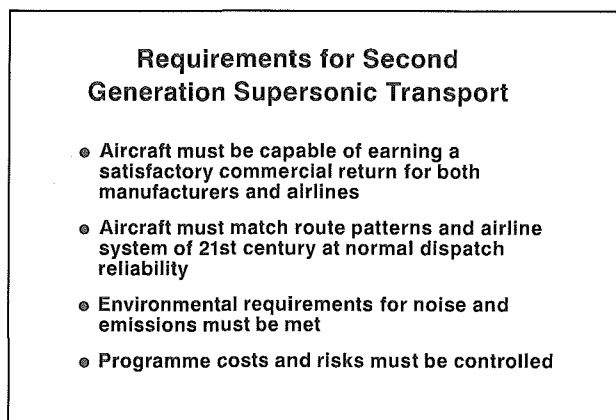 Requirements for Second
Generation Supersonic Transport
• Aircraft must be capable of earning a
satisfactory commercial return for both
manufacturers and airlines
• Aircraft must match route patterns and airline
system of 21st century at normal dispatch
reliability
• Environmental requirements for noise and
emissions must be met
• Programme costs and risks must be controlled